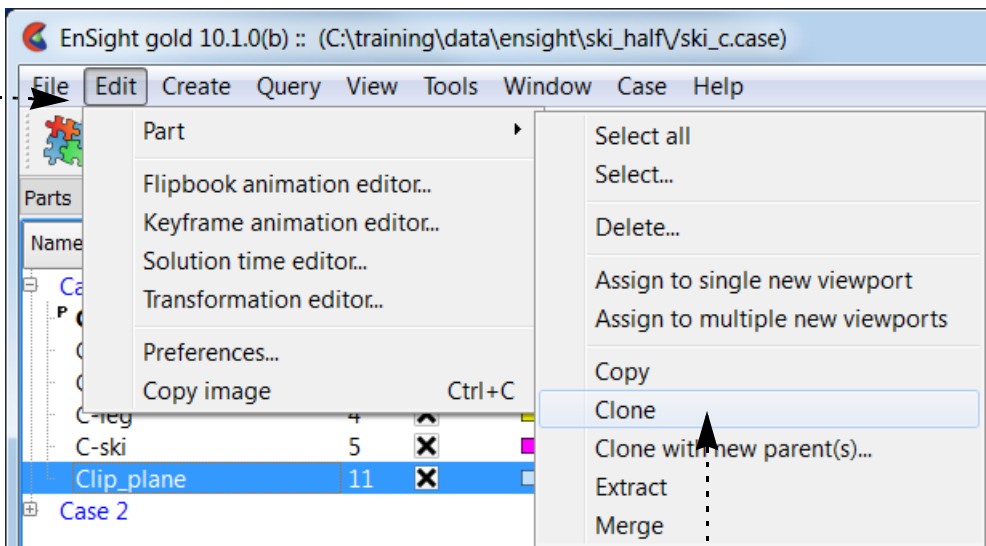 EnSight gold 10.1.0(b) :: (C:\training\data\ensight\ski_half\/ski_c.case)
File Edit Create Query View Tools Window Case Help
Part
Flipbook animation editor...
Keyframe animation editor...
Solution time editor...
Transformation editor...
Preferences...
Copy image Ctrl+C
Select all
Select...
Delete...
Assign to single new viewport
Assign to multiple new viewports
Copy
Clone
Clone with new parent(s)...
Extract
Merge
Parts
Name
P
C-leg 4
C-ski 5
Clip_plane 11
Case 2